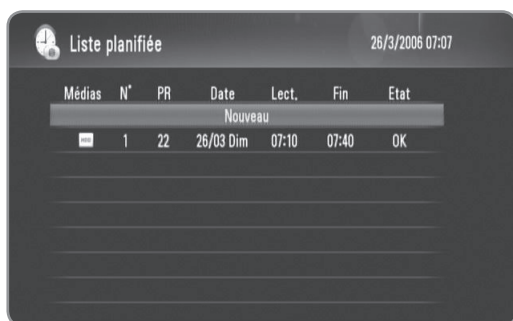 Liste planifiée 26/3/2006 07:07
Médias N° PR Date Lect. Fin Etat
Nouveau
HDD 1 22 26/03 Dim 07:10 07:40 OK